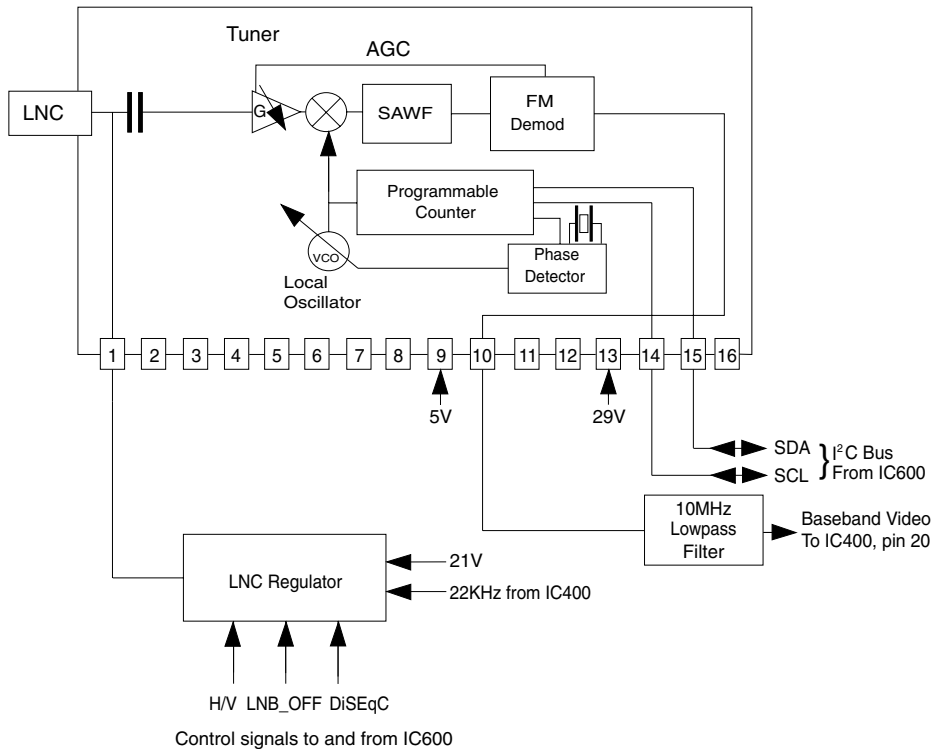 Tuner
AGC
LNC
G
SAWF
FM
Demod
Programmable
Counter
VCO
Phase
Detector
Local
Oscillator
1 2 3 4 5 6 7 8 9 10 11 12 13 14 15 16
5V
29V
SDA
SCL
} I²C Bus
From IC600
10MHz
Lowpass
Filter
Baseband Video
To IC400, pin 20
LNC Regulator
21V
22KHz from IC400
H/V LNB_OFF DiSEqC
Control signals to and from IC600